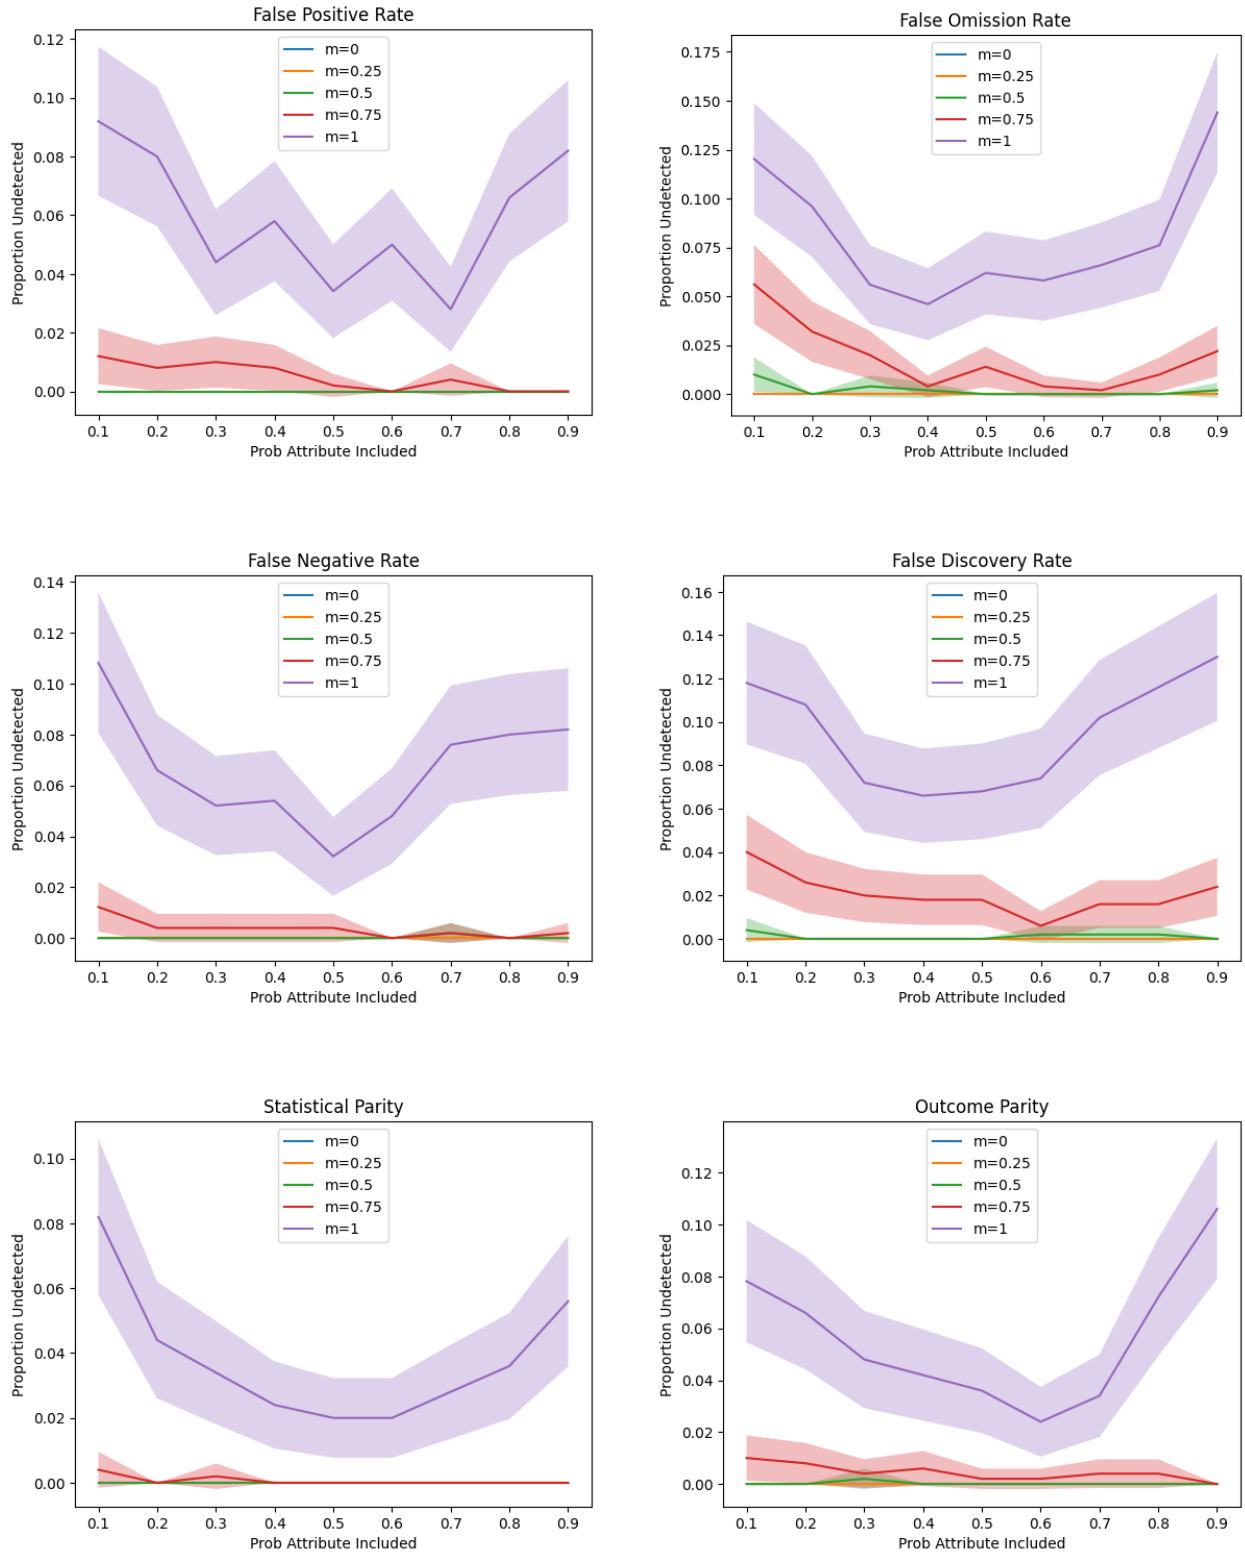 False Positive Rate
0.12
0.10
0.08
0.06
0.04
0.02
0.00
Proportion Undetected
m=0
m=0.25
m=0.5
m=0.75
m=1
0.1 0.2 0.3 0.4 0.5 0.6 0.7 0.8 0.9
Prob Attribute Included
False Omission Rate
0.175
0.150
0.125
0.100
0.075
0.050
0.025
0.000
Proportion Undetected
m=0
m=0.25
m=0.5
m=0.75
m=1
0.1 0.2 0.3 0.4 0.5 0.6 0.7 0.8 0.9
Prob Attribute Included
False Negative Rate
0.14
0.12
0.10
0.08
0.06
0.04
0.02
0.00
Proportion Undetected
m=0
m=0.25
m=0.5
m=0.75
m=1
0.1 0.2 0.3 0.4 0.5 0.6 0.7 0.8 0.9
Prob Attribute Included
False Discovery Rate
0.16
0.14
0.12
0.10
0.08
0.06
0.04
0.02
0.00
Proportion Undetected
m=0
m=0.25
m=0.5
m=0.75
m=1
0.1 0.2 0.3 0.4 0.5 0.6 0.7 0.8 0.9
Prob Attribute Included
Statistical Parity
0.10
0.08
0.06
0.04
0.02
0.00
Proportion Undetected
m=0
m=0.25
m=0.5
m=0.75
m=1
0.1 0.2 0.3 0.4 0.5 0.6 0.7 0.8 0.9
Prob Attribute Included
Outcome Parity
0.12
0.10
0.08
0.06
0.04
0.02
0.00
Proportion Undetected
m=0
m=0.25
m=0.5
m=0.75
m=1
0.1 0.2 0.3 0.4 0.5 0.6 0.7 0.8 0.9
Prob Attribute Included